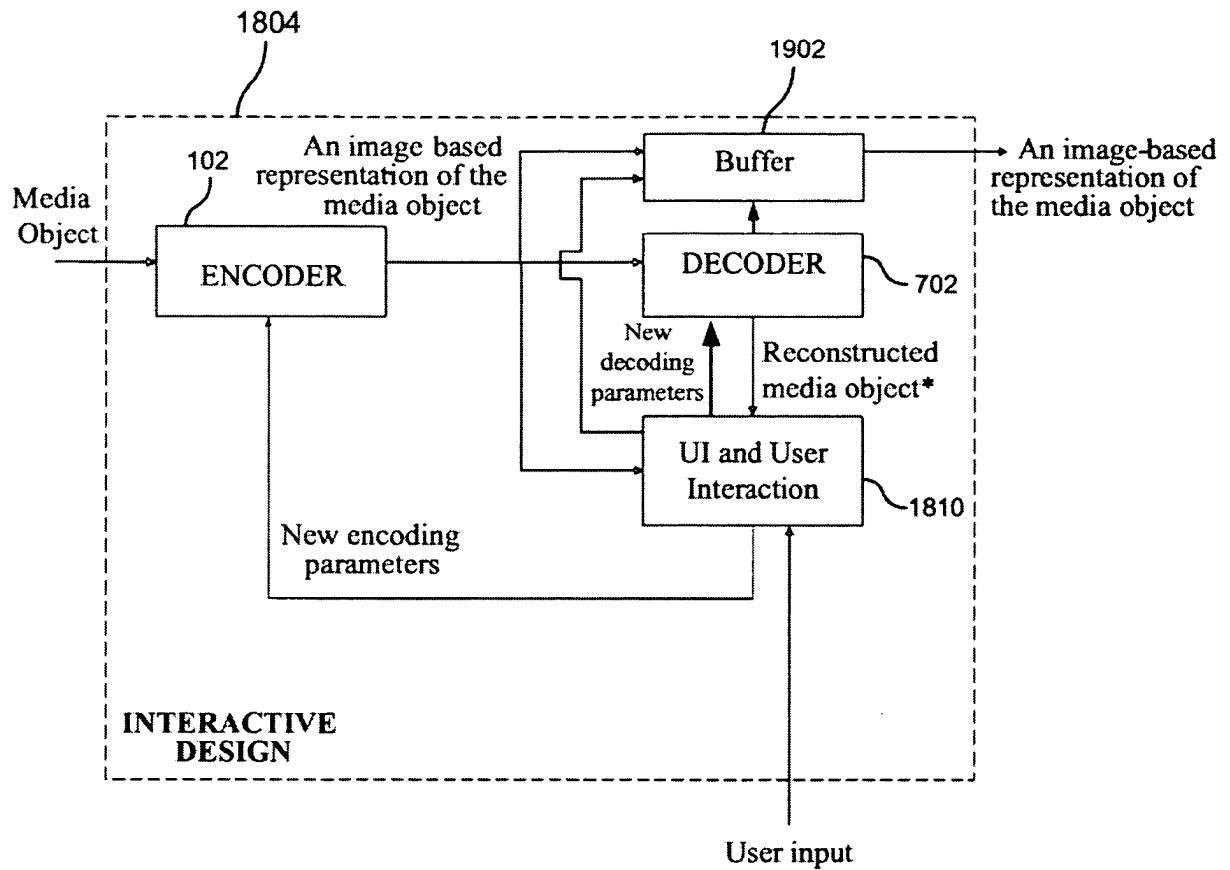 1804
1902
102
An image based
representation of the
media object
Buffer
An image-based
representation of
the media object
Media
Object
ENCODER
DECODER
702
New
decoding
parameters
Reconstructed
media object*
UI and User
Interaction
1810
New encoding
parameters
INTERACTIVE
DESIGN
User input